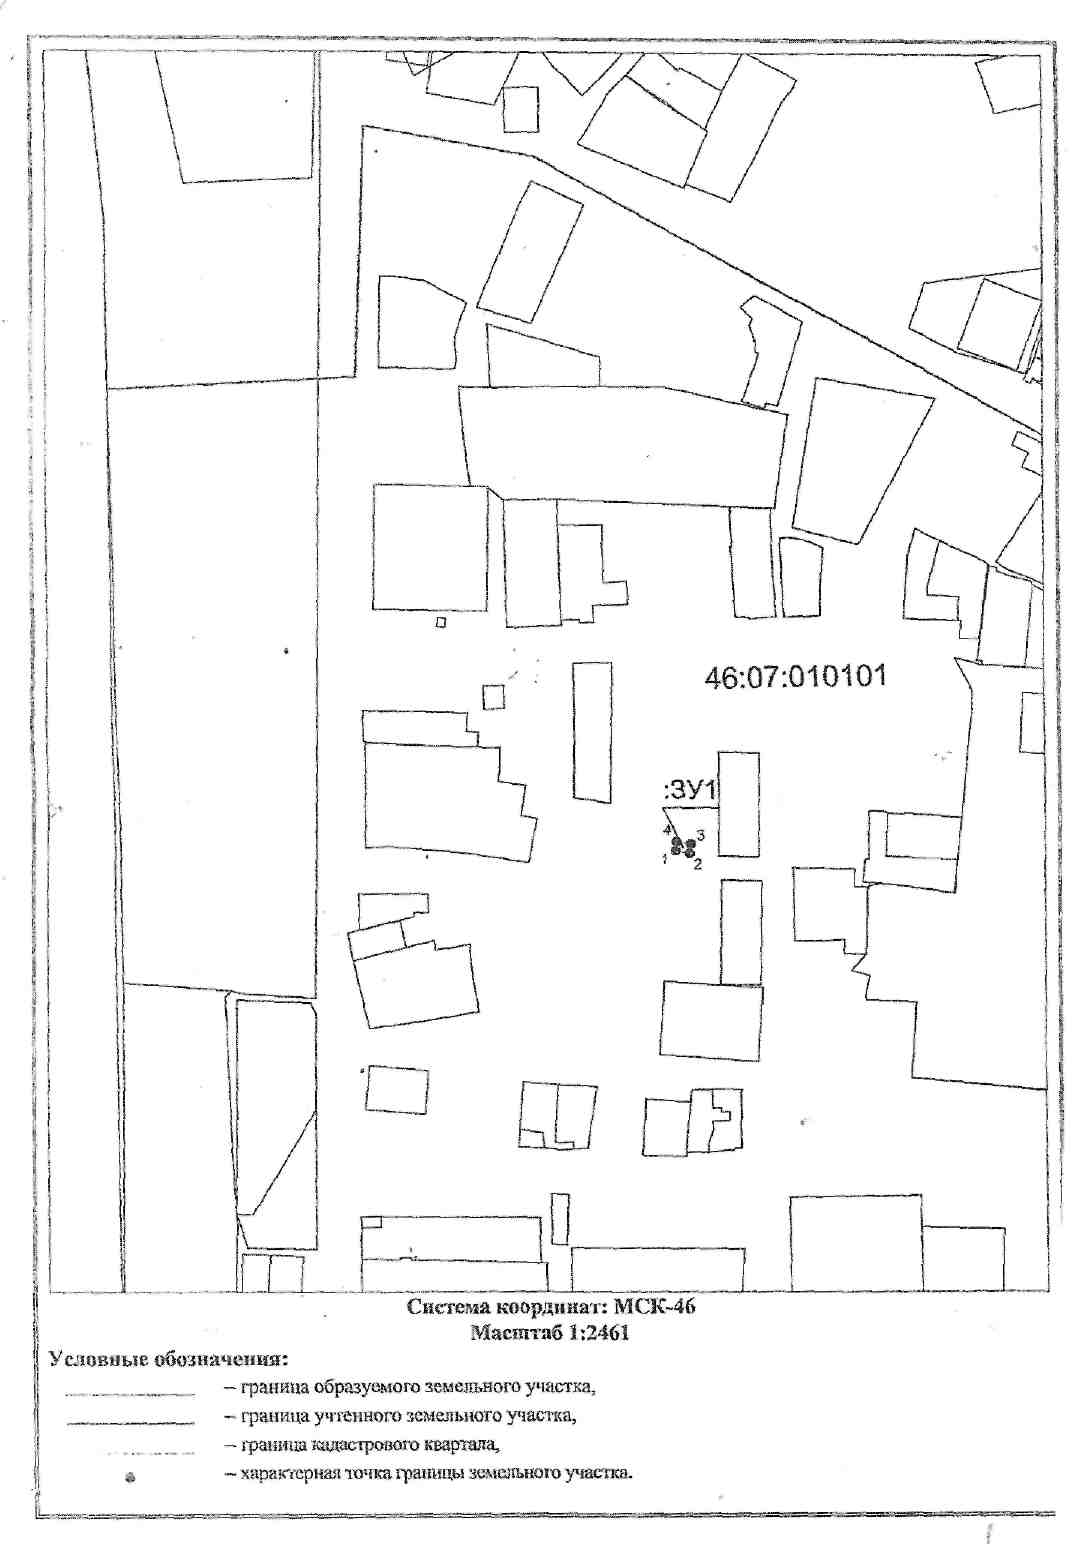 46:07:010101
:ЗУ1
4
3
1
2
Система координат: МСК-46
Масштаб 1:2461
Условные обозначения:
– граница образуемого земельного участка,
– граница учтенного земельного участка,
– граница кадастрового квартала,
– характерная точка границы земельного участка.